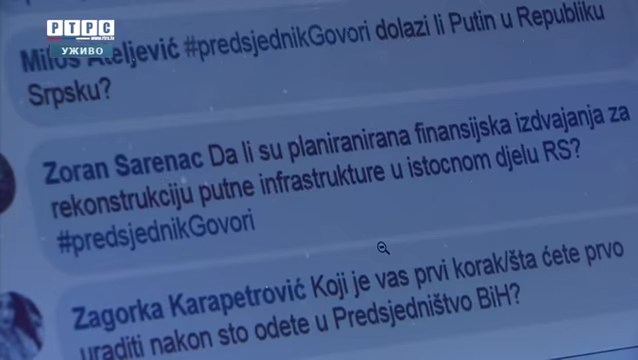 РТРС
УЖИВО
Miloš Ateljević #predsjednikGovori dolazi li Putin u Republiku
Srpsku?
Zoran Sarenac Da li su planiranirana finansijska izdvajanja za
rekonstrukciju putne infrastrukture u istocnom djelu RS?
#predsjednikGovori
Zagorka Karapetrović Koji je vas prvi korak/šta ćete prvo
uraditi nakon sto odete u Predsjedništvo BiH?